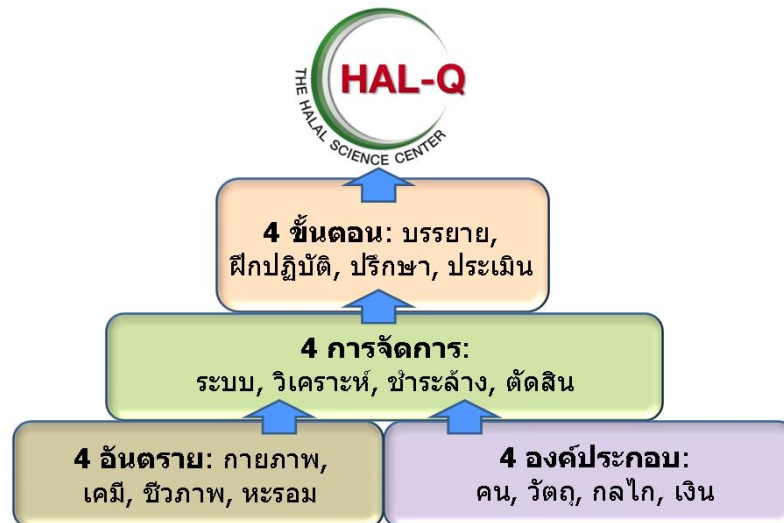 HAL-Q
THE HALAL SCIENCE CENTER
4 ขั้นตอน: บรรยาย,
ฝึกปฏิบัติ, ปรึกษา, ประเมิน
4 การจัดการ:
ระบบ, วิเคราะห์, ชำระล้าง, ตัดสิน
4 อันตราย: กายภาพ,
เคมี, ชีวภาพ, หะรอม
4 องค์ประกอบ:
คน, วัตถุ, กลไก, เงิน